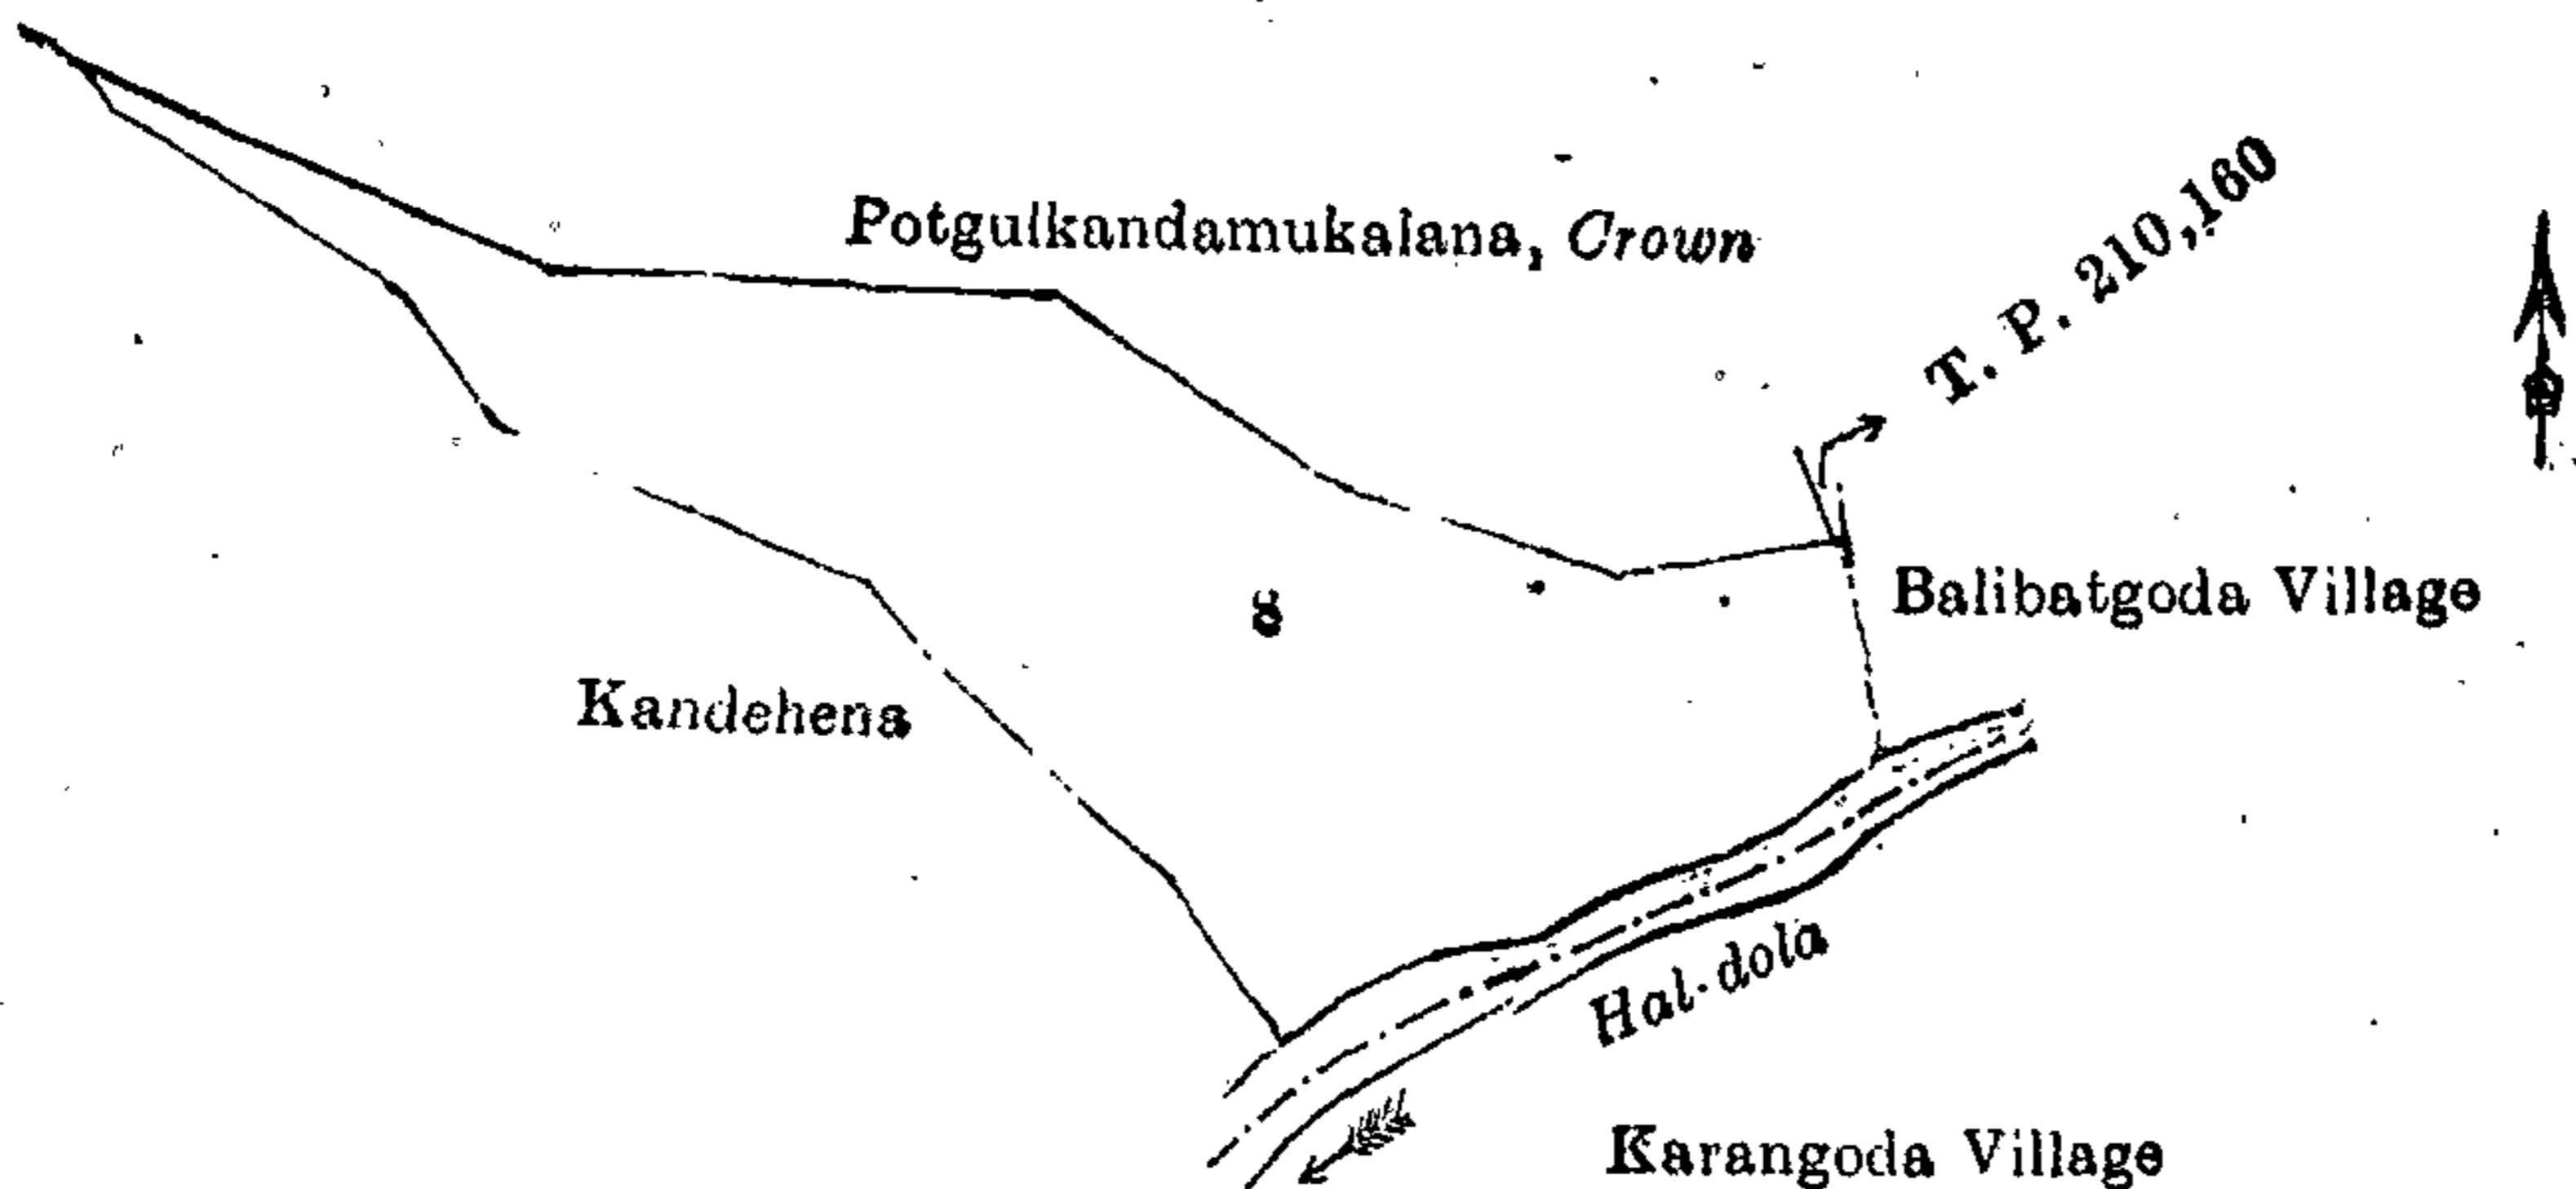 Potgulkandamukalana, Crown
T. P. 210,160
Balibatgoda Village
8
Kandehena
Hal-dola
Karangoda Village